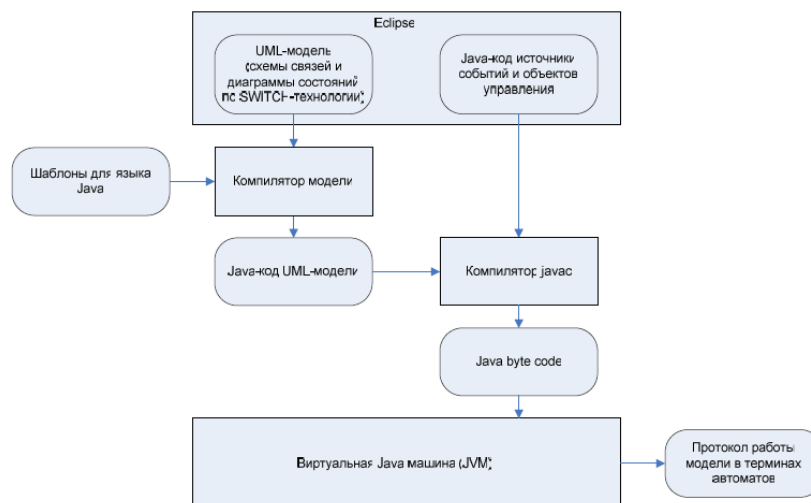 Eclipse
UML-модель
(схемы связей и
диаграммы состояний
по SWITCH-технологии)
Java-код источники
событий и объектов
управления
Шаблоны для языка
Java
Компилятор модели
Java-код UML-модели
Компилятор javac
Java byte code
Виртуальная Java машина (JVM)
Протокол работы
модели в терминах
автоматов